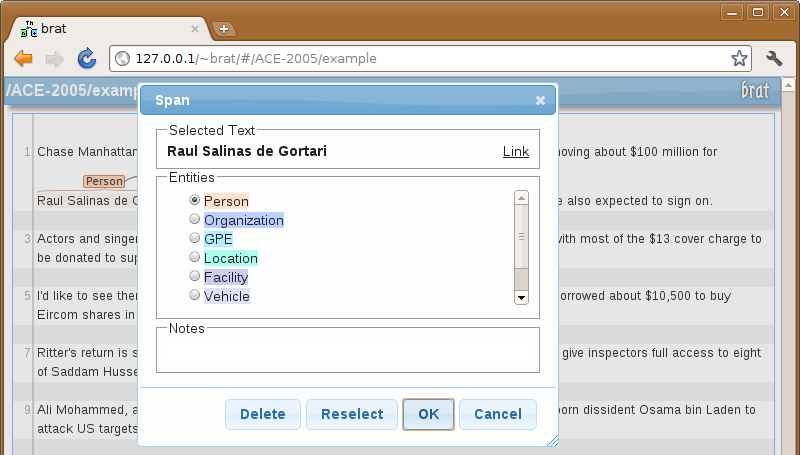 brat
127.0.0.1/~brat/#/ACE-2005/example
/ACE-2005/examp
brat
Span
Selected Text
Raul Salinas de Gortari
Link
Entities
Person
Organization
GPE
Location
Facility
Vehicle
Notes
Delete
Reselect
OK
Cancel
1 Chase Manhattan oving about $100 million for
Person
Raul Salinas de G e also expected to sign on.
3 Actors and singer with most of the $13 cover charge to
be donated to sup
5 I'd like to see the orrowed about $10,500 to buy
Eircom shares in
7 Ritter's return is s give inspectors full access to eight
of Saddam Husse
9 Ali Mohammed, a orn dissident Osama bin Laden to
attack US targets